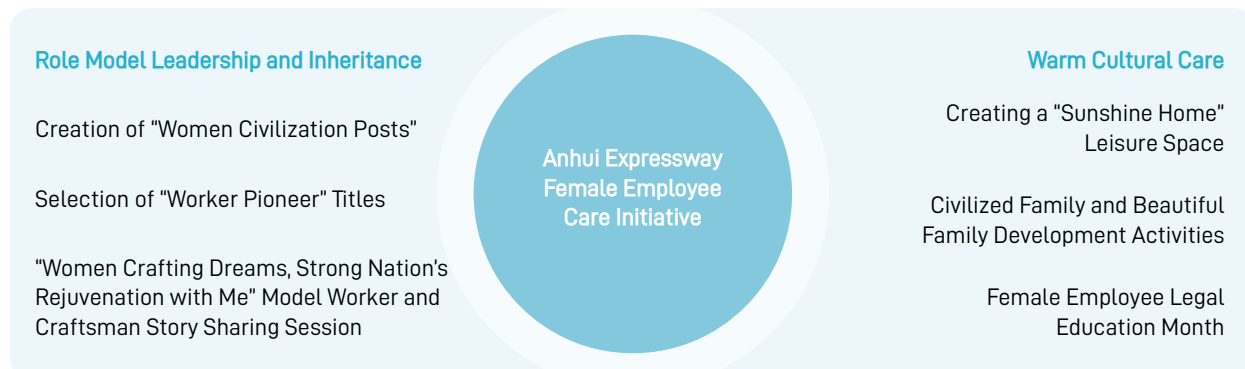 Role Model Leadership and Inheritance
Creation of “Women Civilization Posts”
Selection of “Worker Pioneer” Titles
“Women Crafting Dreams, Strong Nation's
Rejuvenation with Me” Model Worker and
Craftsman Story Sharing Session
Anhui Expressway
Female Employee
Care Initiative
Warm Cultural Care
Creating a “Sunshine Home”
Leisure Space
Civilized Family and Beautiful
Family Development Activities
Female Employee Legal
Education Month